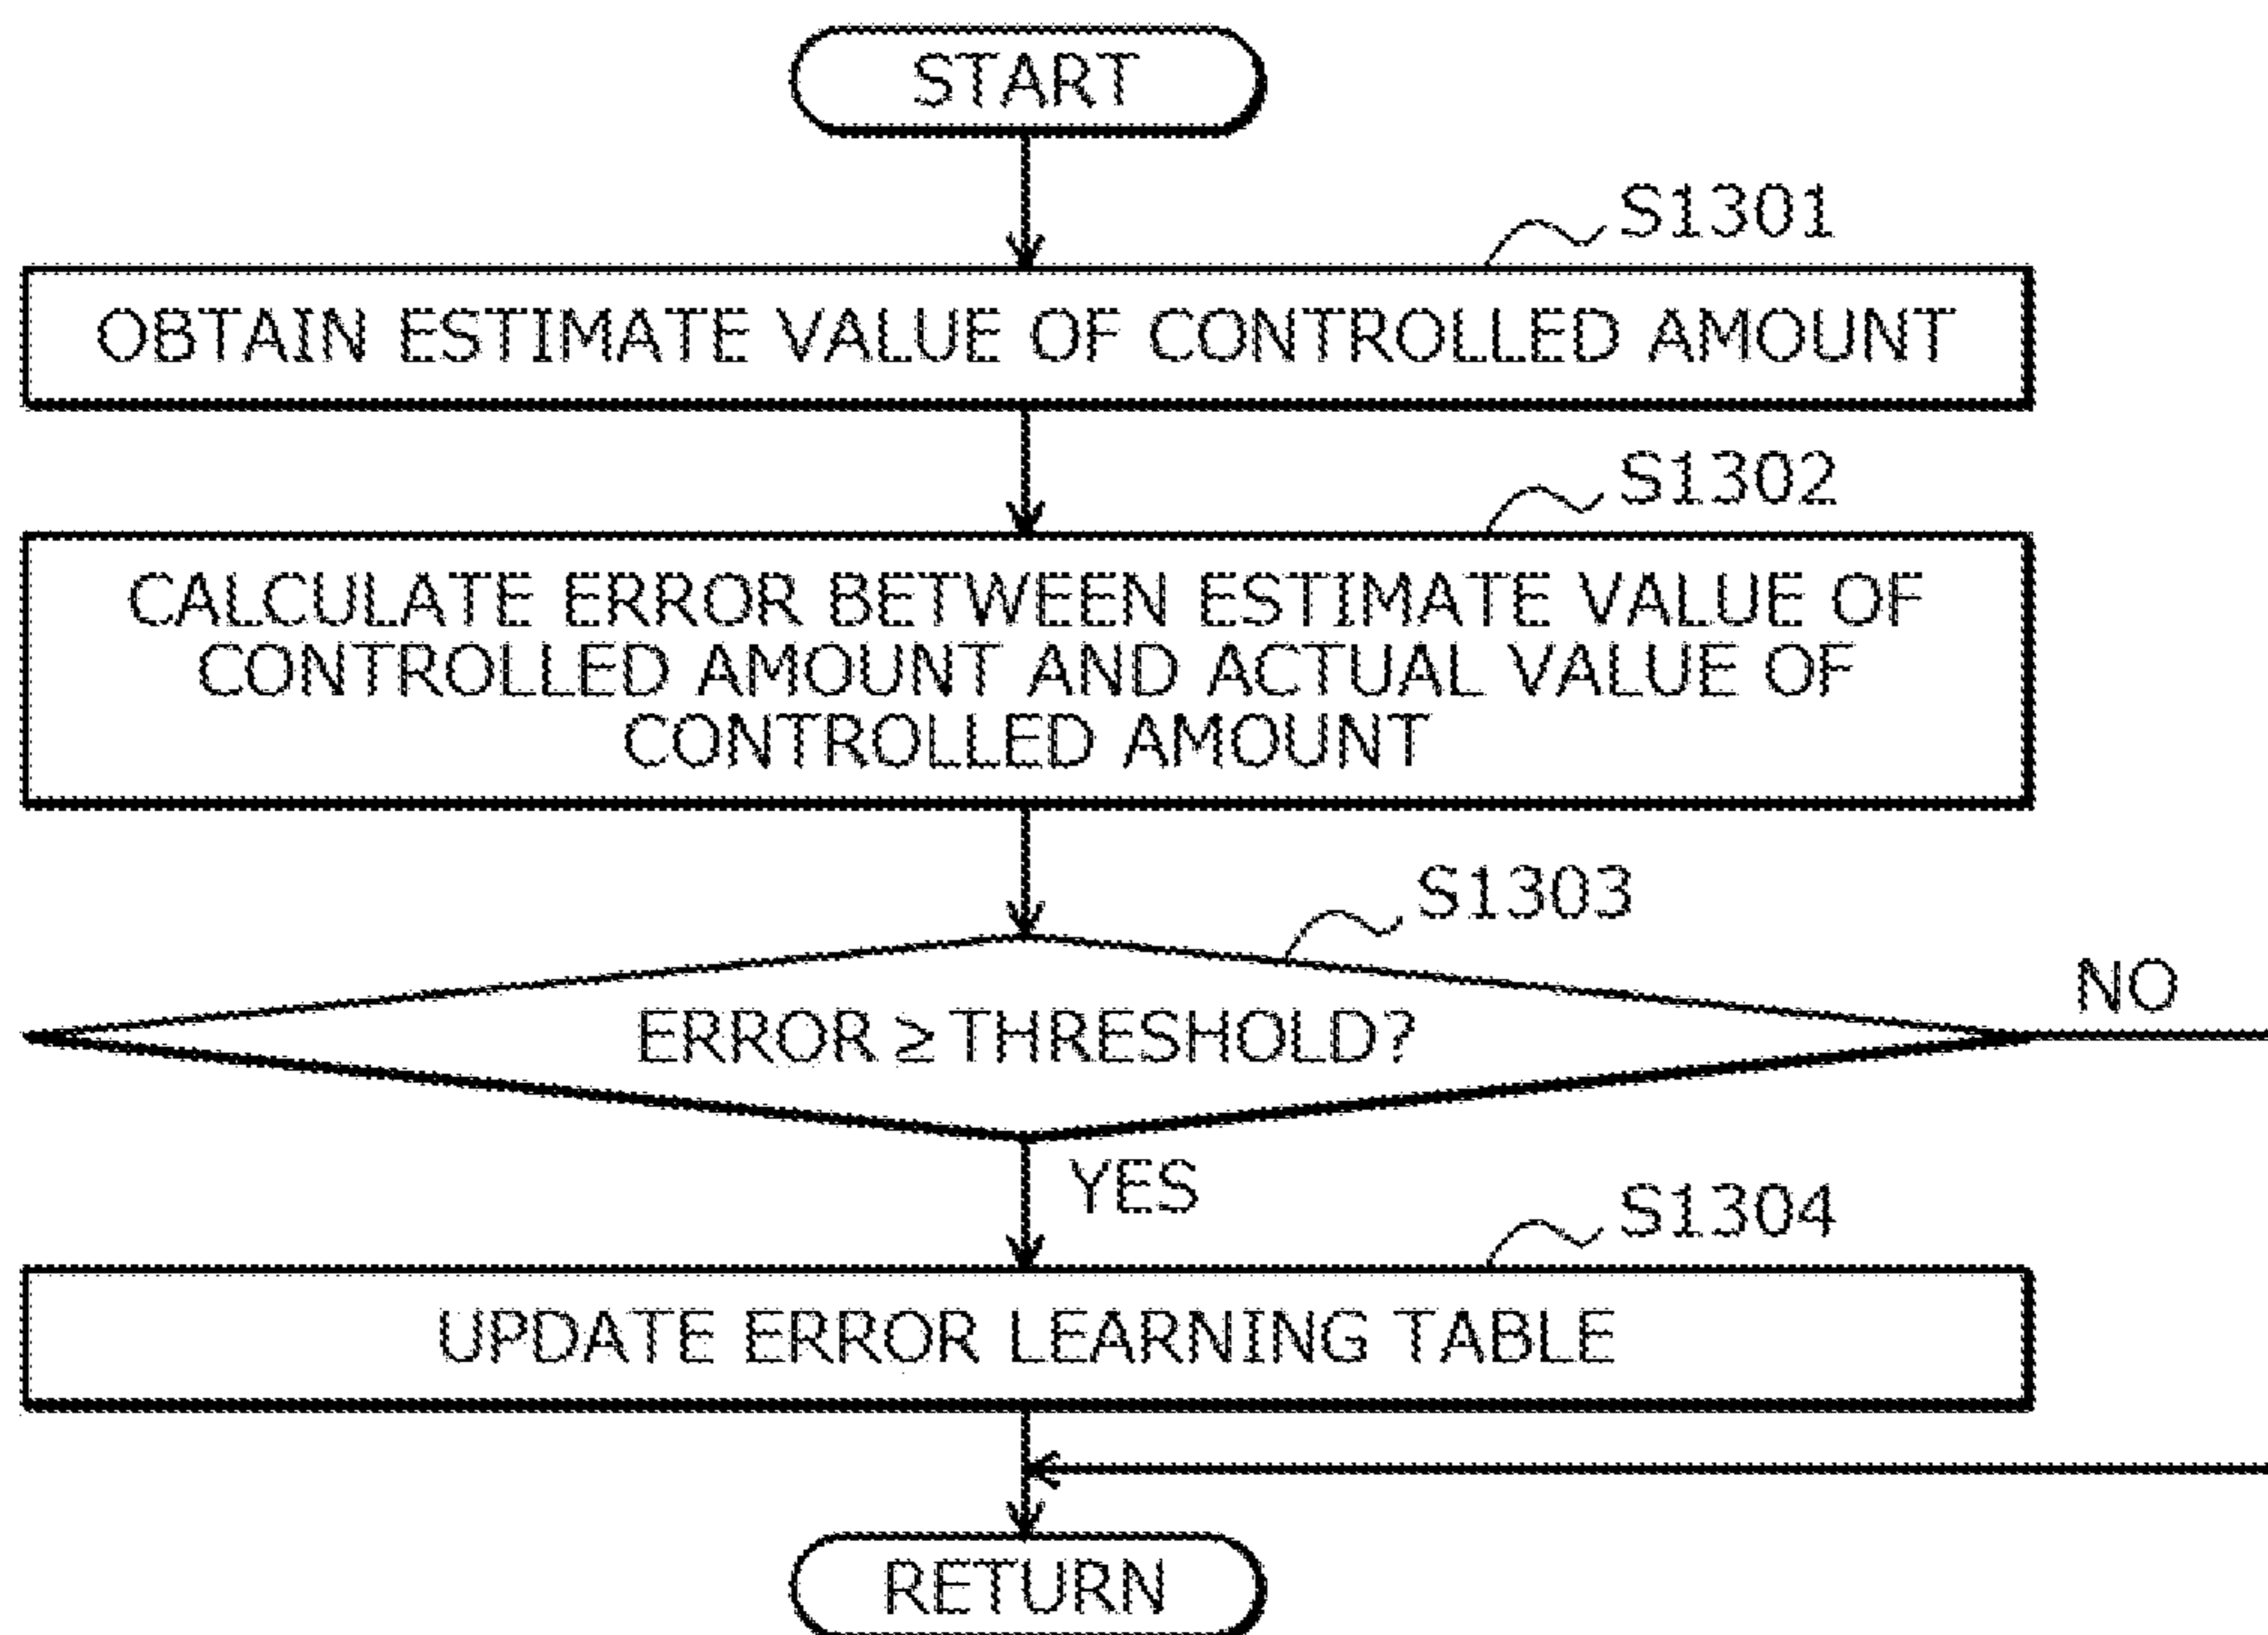 START
S1301
OBTAIN ESTIMATE VALUE OF CONTROLLED AMOUNT
S1302
CALCULATE ERROR BETWEEN ESTIMATE VALUE OF
CONTROLLED AMOUNT AND ACTUAL VALUE OF
CONTROLLED AMOUNT
S1303
NO
ERROR ≥ THRESHOLD?
YES
S1304
UPDATE ERROR LEARNING TABLE
RETURN